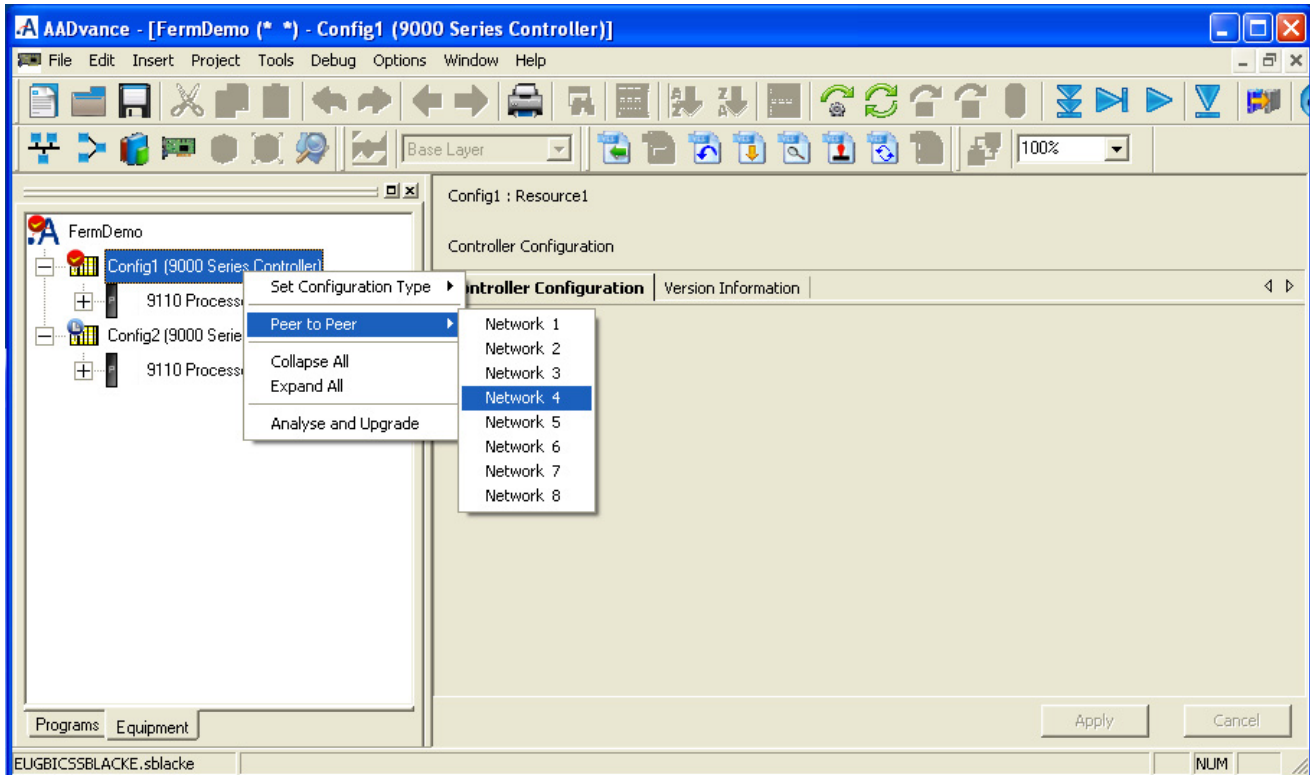 AADvance - [FermDemo (* *) - Config1 (9000 Series Controller)]
File Edit Insert Project Tools Debug Options Window Help
Base Layer
100%
FermDemo
Config1 (9000 Series Controller)
9110 Process
Config2 (9000 Serie
9110 Process
Set Configuration Type
Peer to Peer
Collapse All
Expand All
Analyse and Upgrade
Network 1
Network 2
Network 3
Network 4
Network 5
Network 6
Network 7
Network 8
Config1 : Resource1
Controller Configuration
ontroller Configuration Version Information
Apply Cancel
Programs Equipment
EUGBICSSBLACKE.sblacke NUM